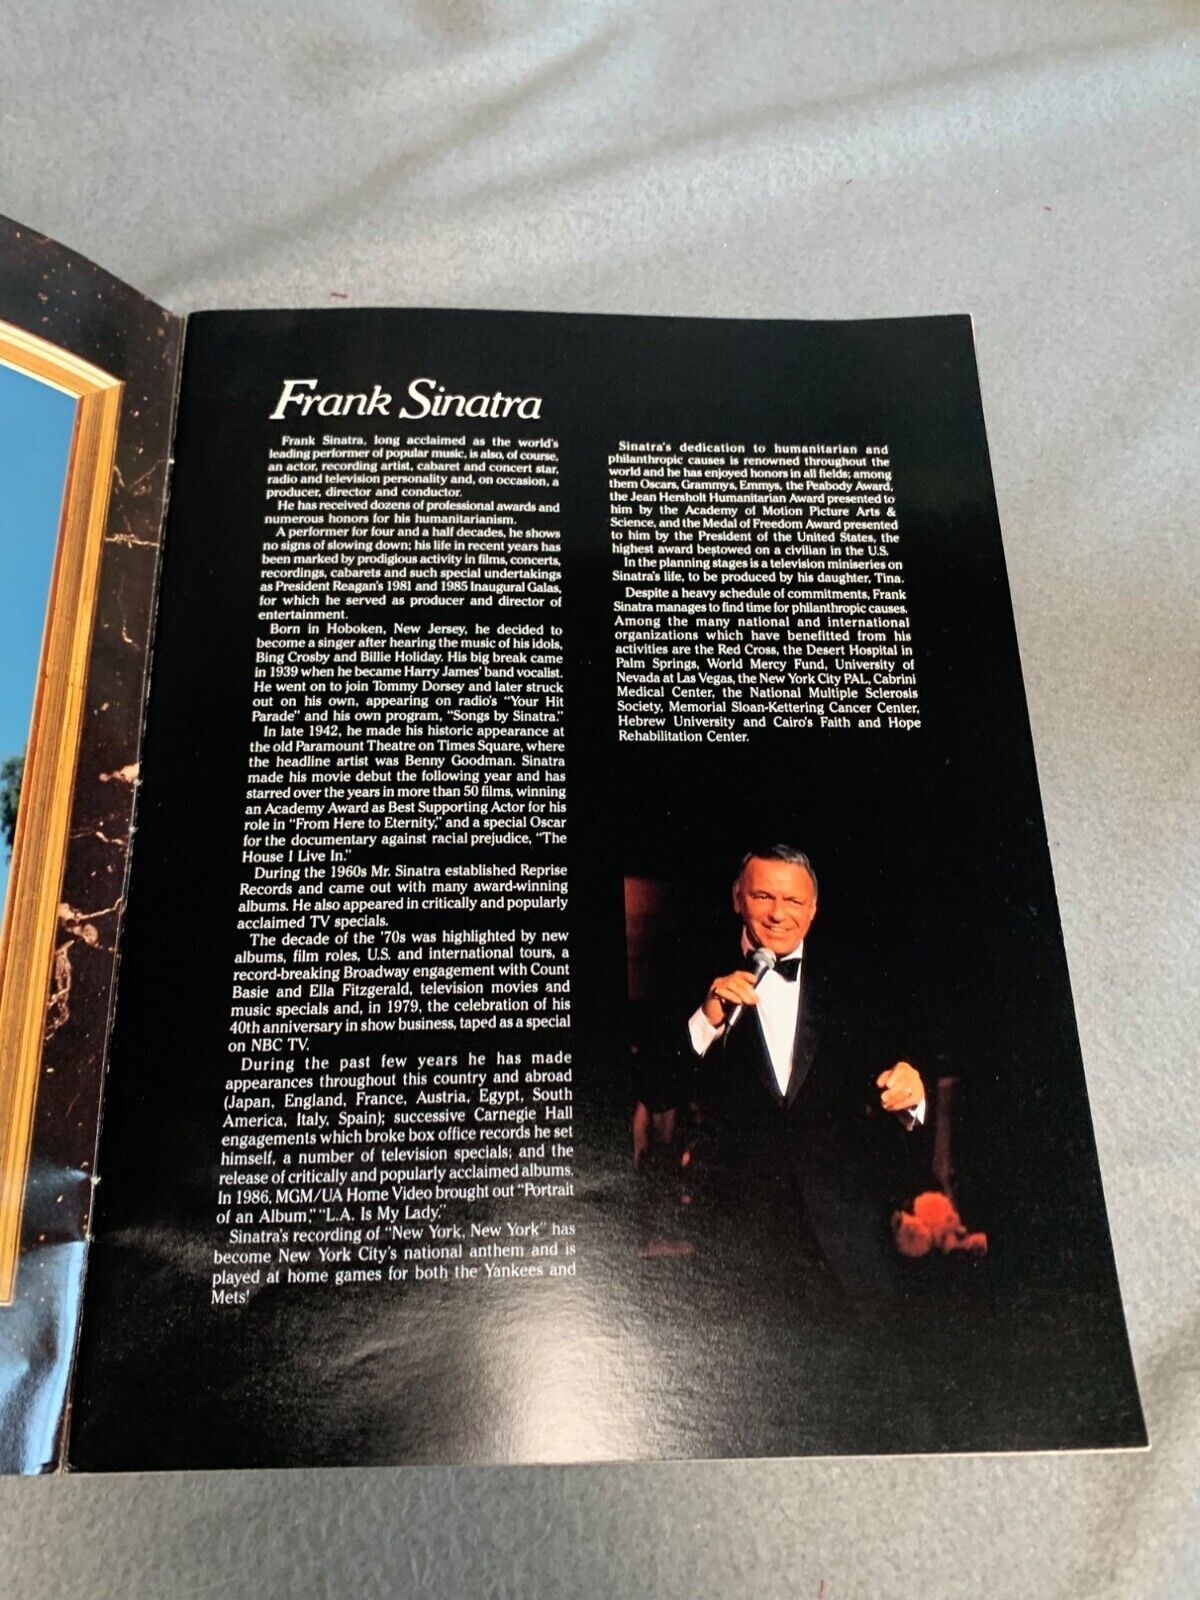 Frank Sinatra
Frank Sinatra, long acclaimed as the world's
leading performer of popular music, is also, of course,
an actor, recording artist, cabaret and concert star,
radio and television personality and, on occasion, a
producer, director and conductor.
He has received dozens of professional awards and
numerous honors for his humanitarianism.
A performer for four and a half decades, he shows
no signs of slowing down; his life in recent years has
been marked by prodigious activity in films, concerts,
recordings, cabarets and such special undertakings
as President Reagan's 1981 and 1985 Inaugural Galas,
for which he served as producer and director of
entertainment.
Born in Hoboken, New Jersey, he decided to
become a singer after hearing the music of his idols,
Bing Crosby and Billie Holiday. His big break came
in 1939 when he became Harry James' band vocalist.
He went on to join Tommy Dorsey and later struck
out on his own, appearing on radio's "Your Hit
Parade" and his own program, "Songs by Sinatra."
In late 1942, he made his historic appearance at
the old Paramount Theatre on Times Square, where
the headline artist was Benny Goodman. Sinatra
made his movie debut the following year and has
starred over the years in more than 50 films, winning
an Academy Award as Best Supporting Actor for his
role in "From Here to Eternity," and a special Oscar
for the documentary against racial prejudice, "The
House I Live In."
During the 1960s Mr. Sinatra established Reprise
Records and came out with many award-winning
albums. He also appeared in critically and popularly
acclaimed TV specials.
The decade of the '70s was highlighted by new
albums, film roles, U.S. and international tours, a
record-breaking Broadway engagement with Count
Basie and Ella Fitzgerald, television movies and
music specials and, in 1979, the celebration of his
40th anniversary in show business, taped as a special
on NBC TV.
During the past few years he has made
appearances throughout this country and abroad
(Japan, England, France, Austria, Egypt, South
America, Italy, Spain); successive Carnegie Hall
engagements which broke box office records he set
himself, a number of television specials; and the
release of critically and popularly acclaimed albums.
In 1986, MGM/UA Home Video brought out "Portrait
of an Album," "L.A. Is My Lady."
Sinatra's recording of "New York, New York" has
become New York City's national anthem and is
played at home games for both the Yankees and
Mets!
Sinatra's dedication to humanitarian and
philanthropic causes is renowned throughout the
world and he has enjoyed honors in all fields; among
them Oscars, Grammys, Emmys, the Peabody Award,
the Jean Hersholt Humanitarian Award presented to
him by the Academy of Motion Picture Arts &
Science, and the Medal of Freedom Award presented
to him by the President of the United States, the
highest award bestowed on a civilian in the U.S.
In the planning stages is a television miniseries on
Sinatra's life, to be produced by his daughter, Tina.
Despite a heavy schedule of commitments, Frank
Sinatra manages to find time for philanthropic causes.
Among the many national and international
organizations which have benefitted from his
activities are the Red Cross, the Desert Hospital in
Palm Springs, World Mercy Fund, University of
Nevada at Las Vegas, the New York City PAL, Cabrini
Medical Center, the National Multiple Sclerosis
Society, Memorial Sloan-Kettering Cancer Center,
Hebrew University and Cairo's Faith and Hope
Rehabilitation Center.